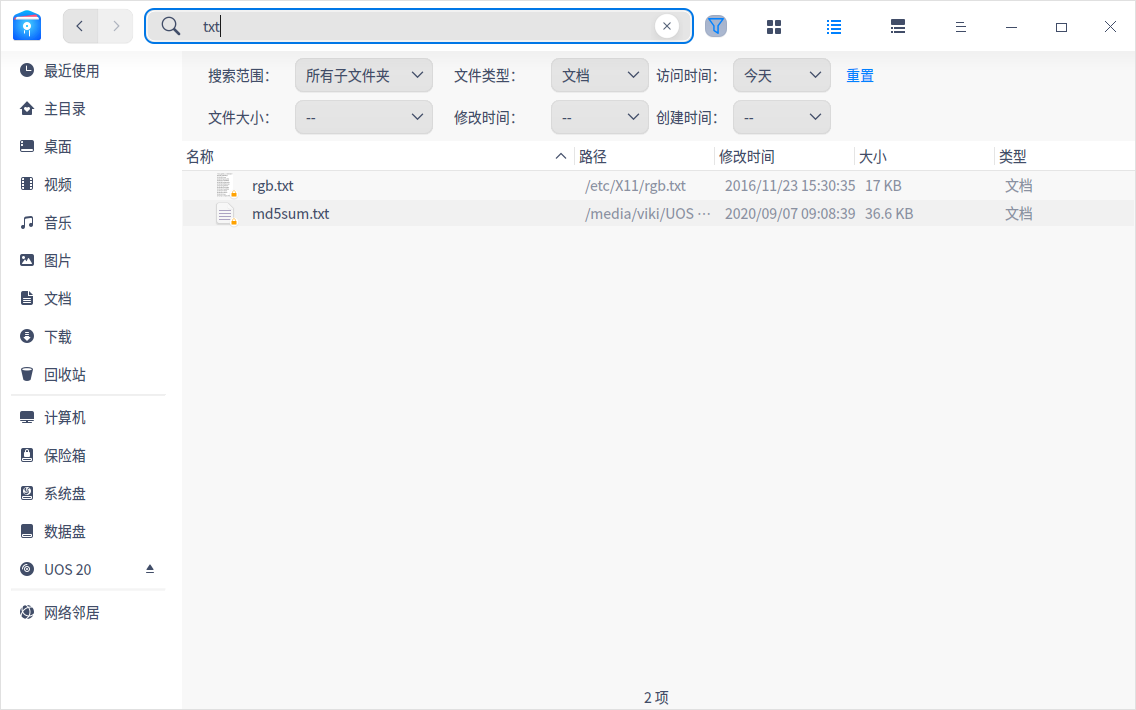 txt
最近使用
主目录
桌面
视频
音乐
图片
文档
下载
回收站
计算机
保险箱
系统盘
数据盘
UOS 20
网络邻居
搜索范围: 所有子文件夹 文件类型: 文档 访问时间: 今天 重置
文件大小: -- 修改时间: -- 创建时间: --
名称 路径 修改时间 大小 类型
rgb.txt /etc/X11/rgb.txt 2016/11/23 15:30:35 17 KB 文档
md5sum.txt /media/viki/UOS ⋯ 2020/09/07 09:08:39 36.6 KB 文档
2 项